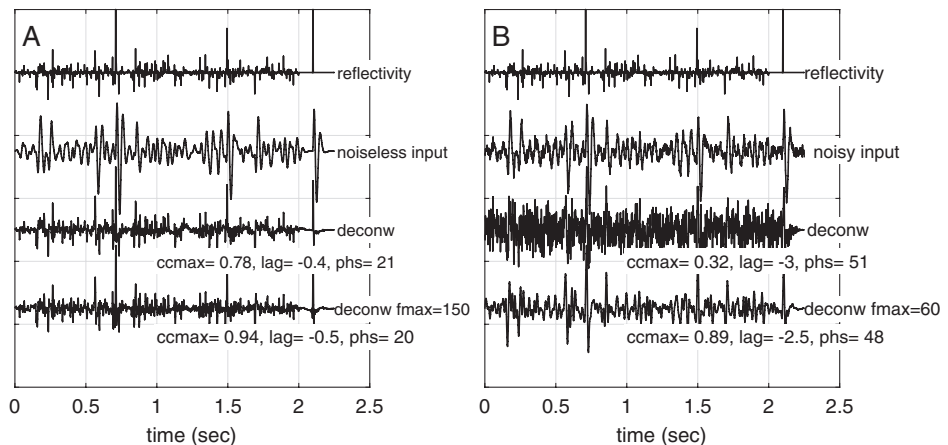 A
reflectivity
noiseless input
deconw
ccmax= 0.78, lag= -0.4, phs= 21
deconw fmax=150
ccmax= 0.94, lag= -0.5, phs= 20
0 0.5 1 1.5 2 2.5
time (sec)
B
reflectivity
noisy input
deconw
ccmax= 0.32, lag= -3, phs= 51
deconw fmax=60
ccmax= 0.89, lag= -2.5, phs= 48
0 0.5 1 1.5 2 2.5
time (sec)